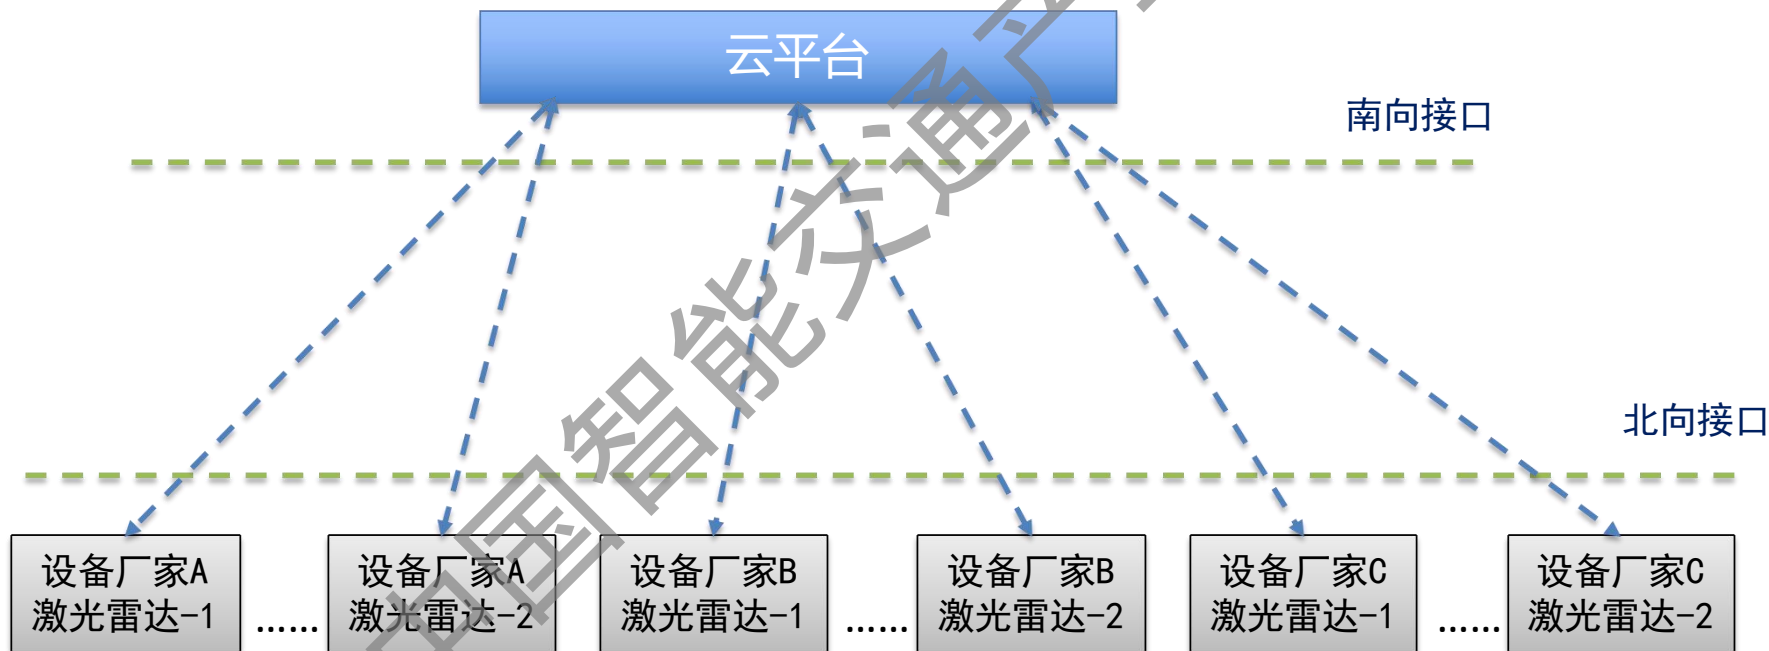 云平台
南向接口
北向接口
设备厂家A
激光雷达-1
……
设备厂家A
激光雷达-2
设备厂家B
激光雷达-1
……
设备厂家B
激光雷达-2
设备厂家C
激光雷达-1
……
设备厂家C
激光雷达-2
中国智能交通产